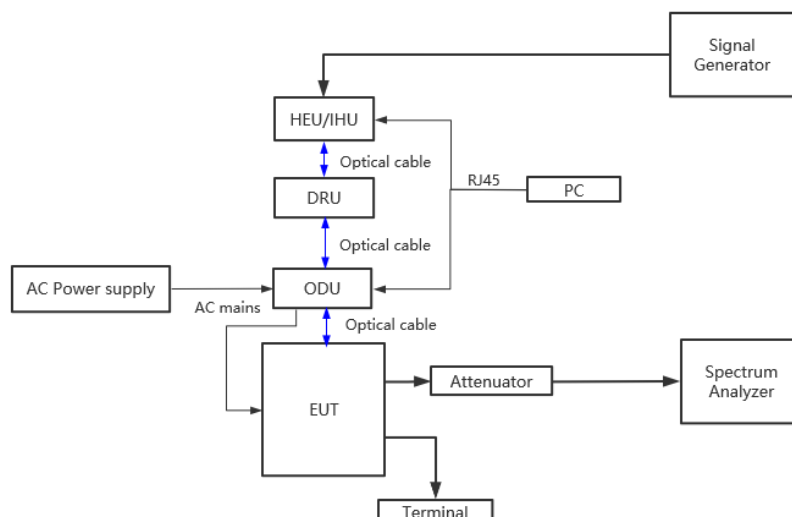 Signal
Generator
HEU/IHU
Optical cable
RJ45
PC
DRU
Optical cable
AC Power supply
ODU
AC mains
Optical cable
EUT
Attenuator
Spectrum
Analyzer
Terminal